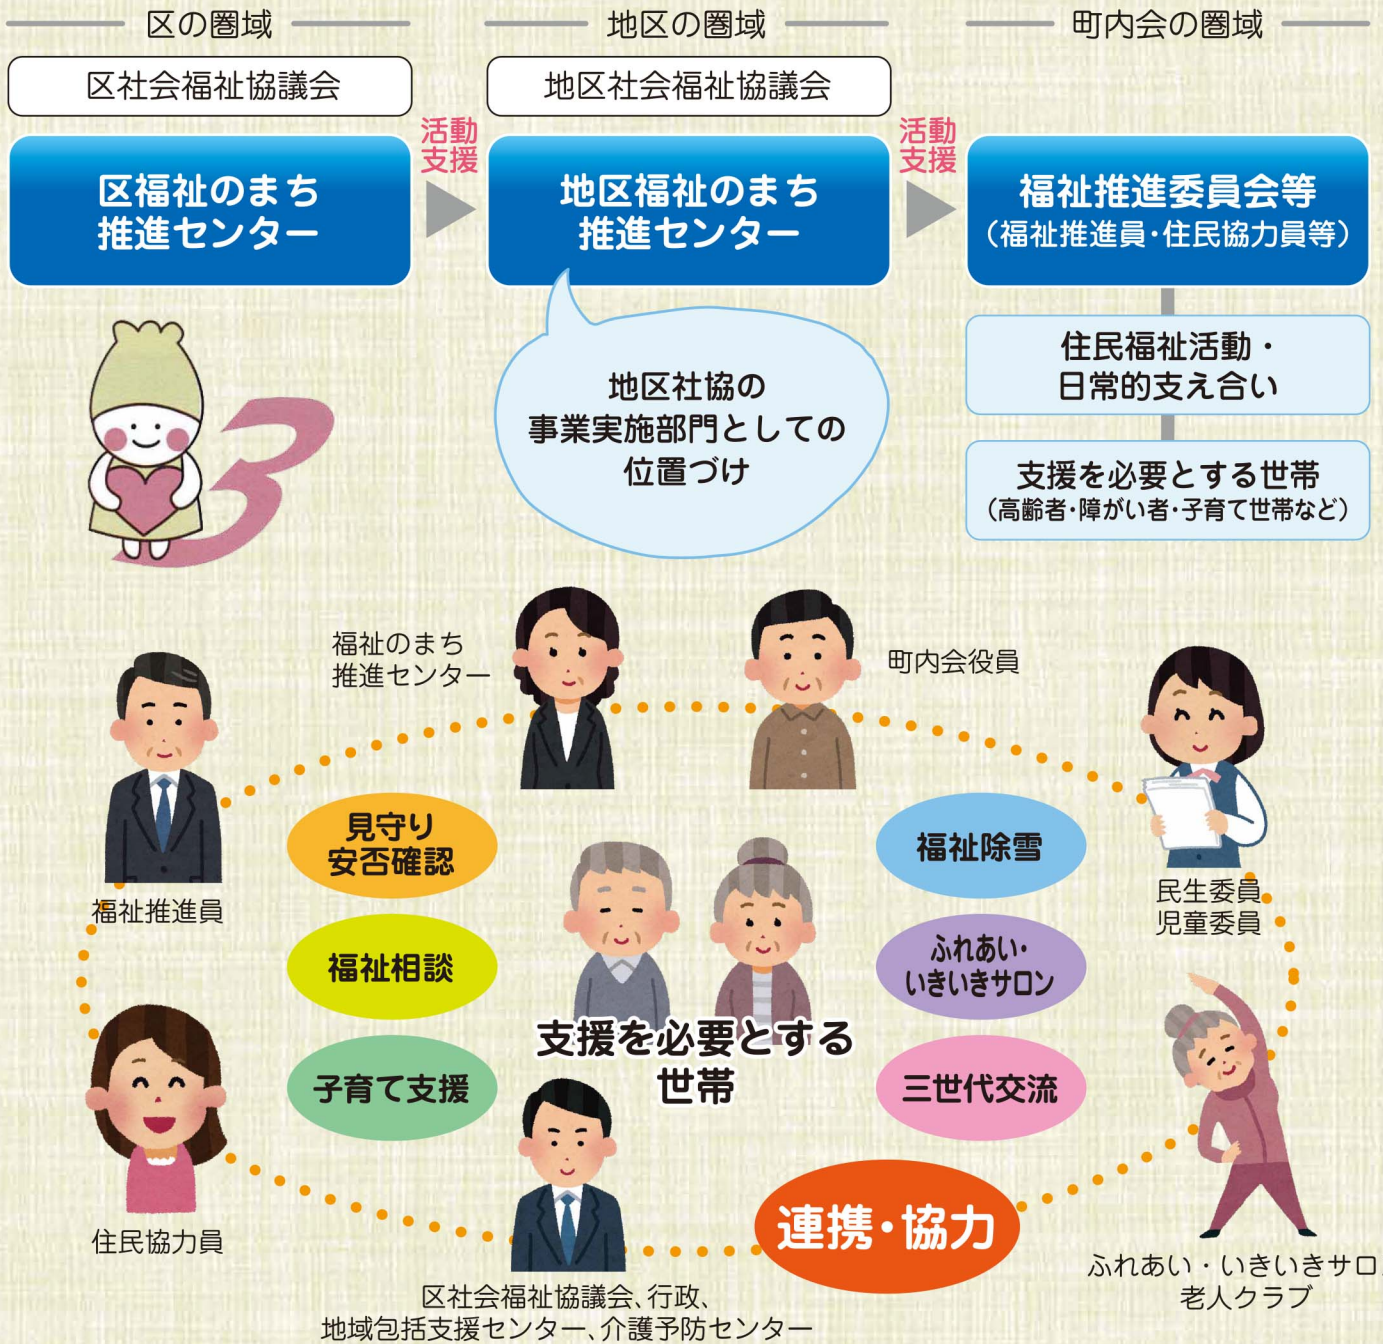 区の圏域
地区の圏域
町内会の圏域
区社会福祉協議会
地区社会福祉協議会
区福祉のまち
推進センター
活動
支援
地区福祉のまち
推進センター
活動
支援
福祉推進委員会等
（福祉推進員・住民協力員等）
地区社協の
事業実施部門としての
位置づけ
住民福祉活動・
日常的支え合い
支援を必要とする世帯
（高齢者・障がい者・子育て世帯など）
福祉のまち
推進センター
町内会役員
福祉推進員
民生委員
児童委員
見守り
安否確認
福祉相談
子育て支援
福祉除雪
ふれあい・
いきいきサロン
三世代交流
支援を必要とする
世帯
連携・協力
住民協力員
区社会福祉協議会、行政、
地域包括支援センター、介護予防センター
ふれあい・いきいきサロ
老人クラブ